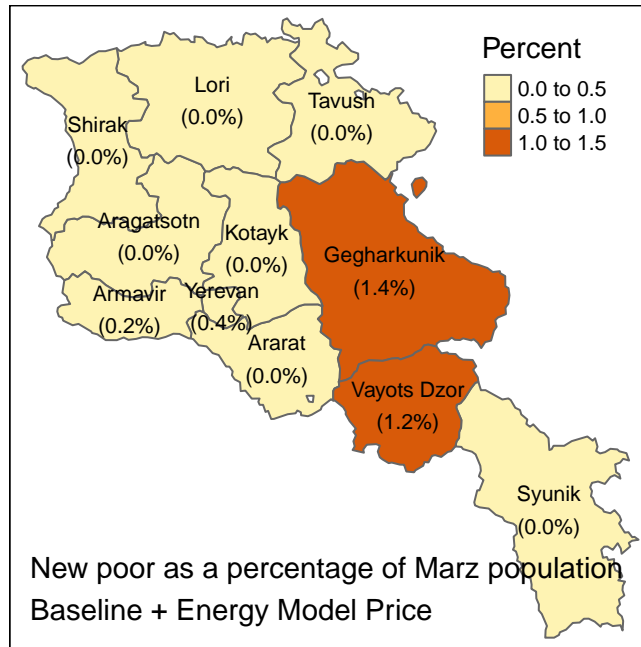 Percent
0.0 to 0.5
0.5 to 1.0
1.0 to 1.5
Lori
(0.0%)
Tavush
(0.0%)
Shirak
(0.0%)
Aragatsotn
(0.0%)
Kotayk
(0.0%)
Gegharkunik
(1.4%)
Armavir
(0.2%)
Yerevan
(0.4%)
Ararat
(0.0%)
Vayots Dzor
(1.2%)
Syunik
(0.0%)
New poor as a percentage of Marz population
Baseline + Energy Model Price